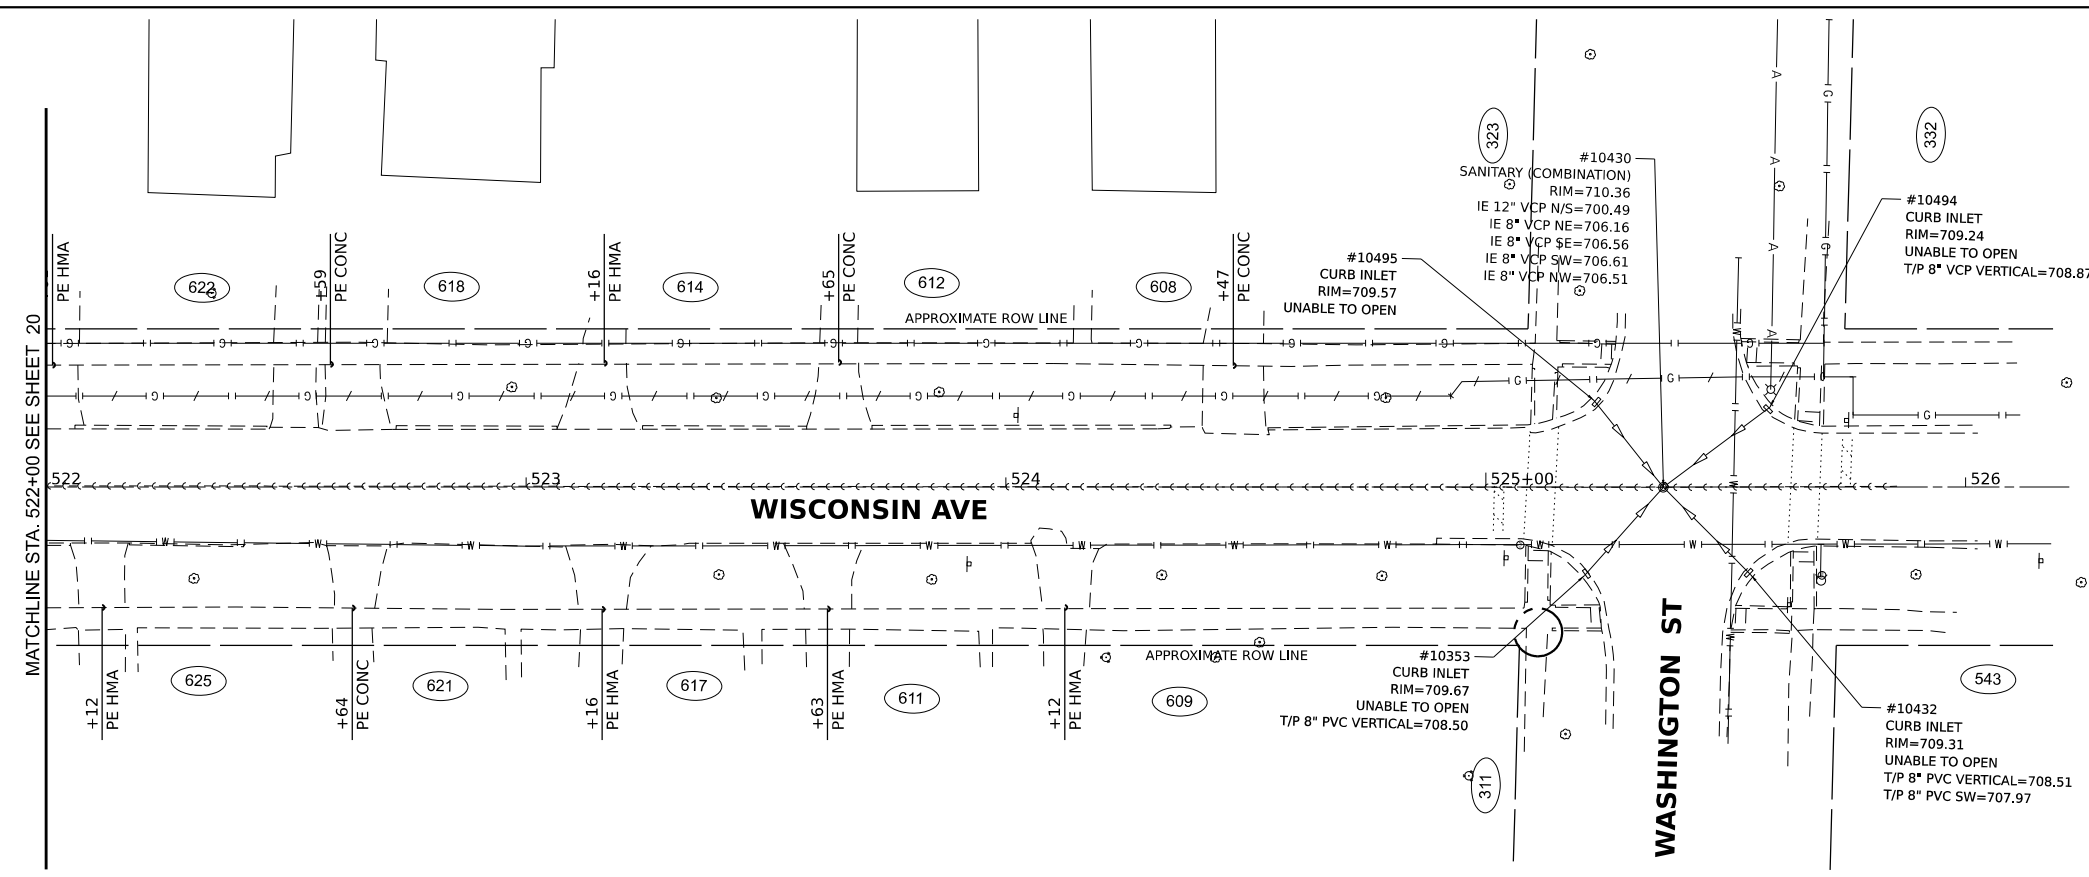 323
332
#10430
SANITARY (COMBINATION)
RIM=710.36
IE 12" VCP N/S=700.49
IE 8" VCP NE=706.16
IE 8" VCP SE=706.56
IE 8" VCP SW=706.61
IE 8" VCP NW=706.51
#10494
CURB INLET
RIM=709.24
UNABLE TO OPEN
T/P 8" VCP VERTICAL=708.87
#10495
CURB INLET
RIM=709.57
UNABLE TO OPEN
PE HMA
622
+59
PE CONC
618
+16
PE HMA
614
+65
PE CONC
612
608
+47
PE CONC
APPROXIMATE ROW LINE
MATCHLINE STA. 522+00 SEE SHEET 20
522
523
524
525+00
526
WISCONSIN AVE
APPROXIMATE ROW LINE
WASHINGTON ST
+12
PE HMA
625
+64
PE CONC
621
+16
PE HMA
617
+63
PE HMA
611
+12
PE HMA
609
#10353
CURB INLET
RIM=709.67
UNABLE TO OPEN
T/P 8" PVC VERTICAL=708.50
311
543
#10432
CURB INLET
RIM=709.31
UNABLE TO OPEN
T/P 8" PVC VERTICAL=708.51
T/P 8" PVC SW=707.97